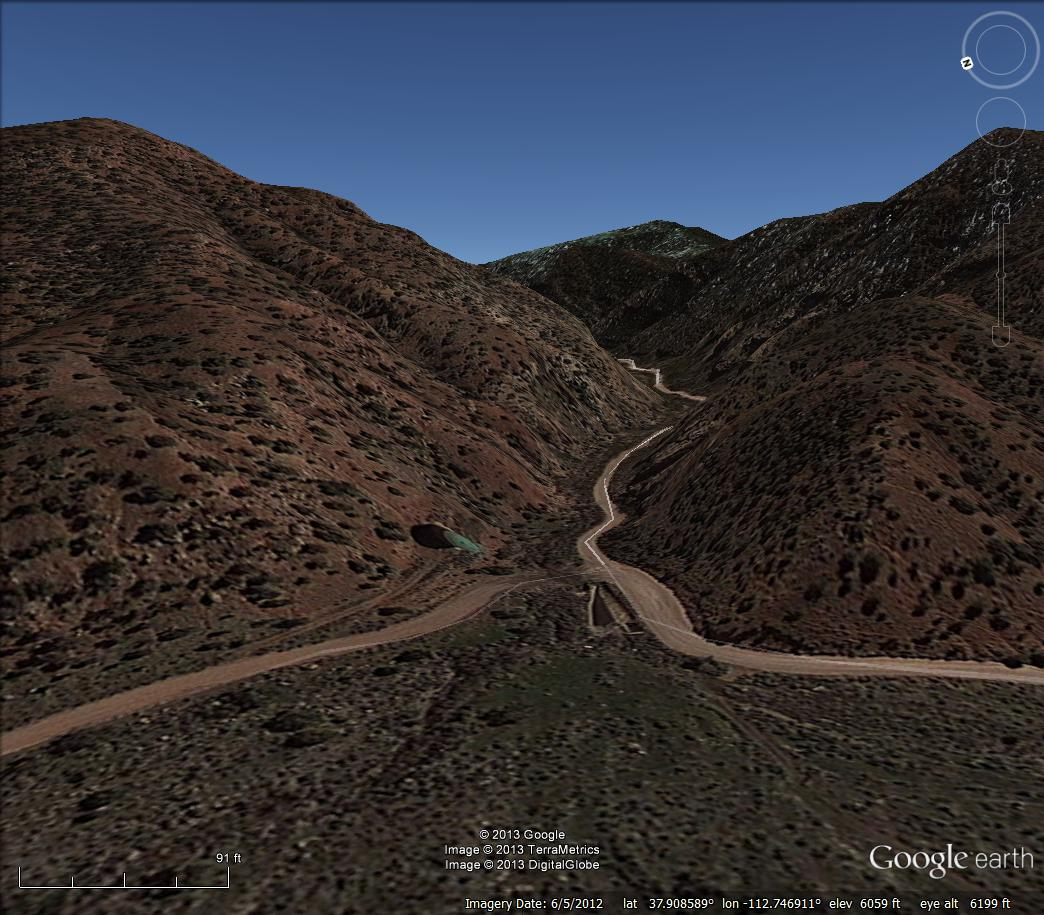 N
91 ft
© 2013 Google
Image © 2013 TerraMetrics
Image © 2013 DigitalGlobe
Google earth
Imagery Date: 6/5/2012 lat 37.908589° lon -112.746911° elev 6059 ft eye alt 6199 ft